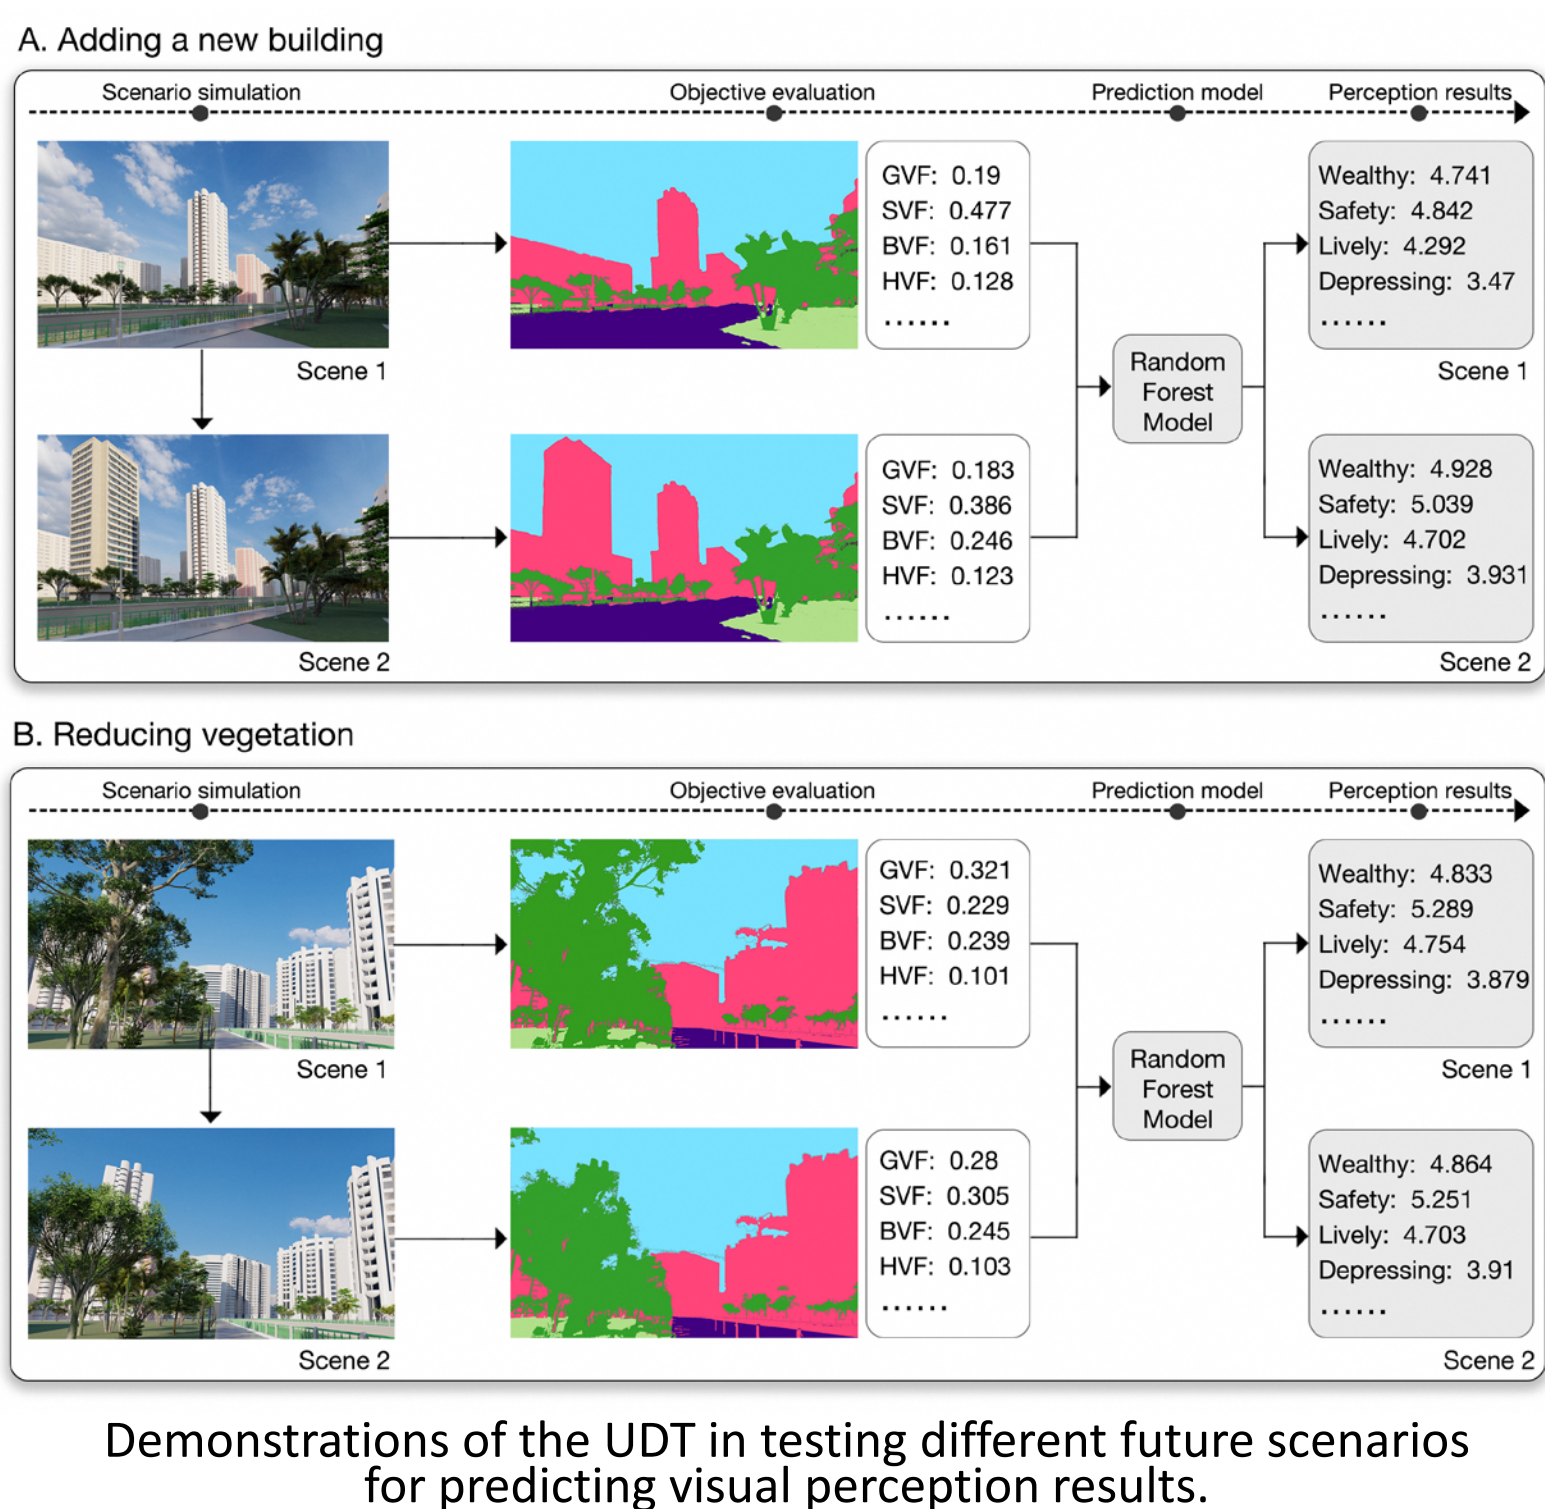 A. Adding a new building
Scenario simulation
Objective evaluation
Prediction model
Perception results
GVF: 0.19
SVF: 0.477
BVF: 0.161
HVF: 0.128
......
Scene 1
Random
Forest
Model
Wealthy: 4.741
Safety: 4.842
Lively: 4.292
Depressing: 3.47
......
Scene 1
GVF: 0.183
SVF: 0.386
BVF: 0.246
HVF: 0.123
......
Scene 2
Wealthy: 4.928
Safety: 5.039
Lively: 4.702
Depressing: 3.931
......
Scene 2
B. Reducing vegetation
Scenario simulation
Objective evaluation
Prediction model
Perception results
GVF: 0.321
SVF: 0.229
BVF: 0.239
HVF: 0.101
......
Scene 1
Random
Forest
Model
Wealthy: 4.833
Safety: 5.289
Lively: 4.754
Depressing: 3.879
......
Scene 1
GVF: 0.28
SVF: 0.305
BVF: 0.245
HVF: 0.103
......
Scene 2
Wealthy: 4.864
Safety: 5.251
Lively: 4.703
Depressing: 3.91
......
Scene 2
Demonstrations of the UDT in testing different future scenarios
for predicting visual perception results.